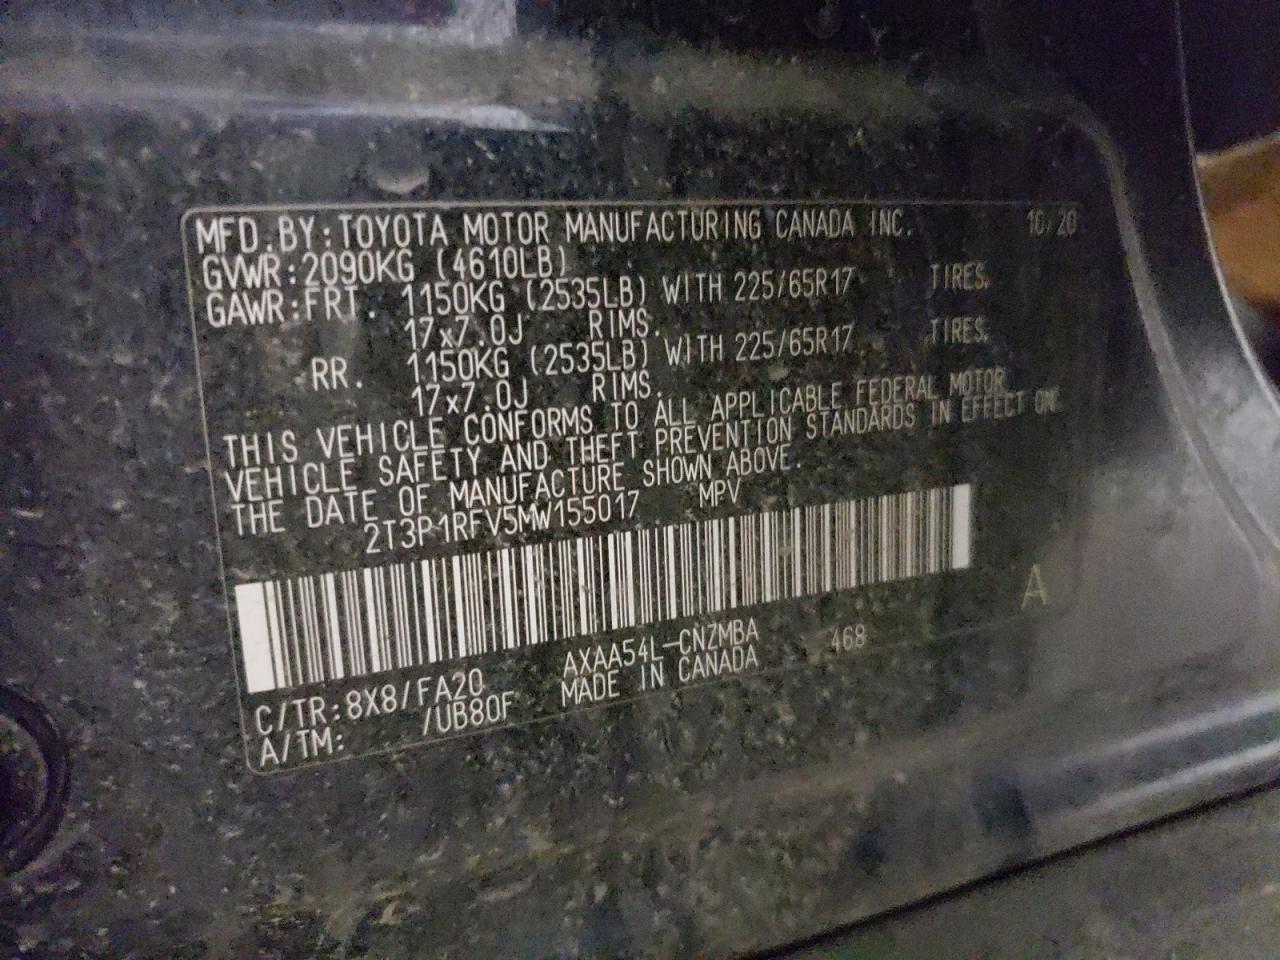 MFD.BY:TOYOTA MOTOR MANUFACTURING CANADA INC. 10/20
GVWR:2090KG (4610LB)
GAWR:FRT. 1150KG (2535LB) WITH 225/65R17 TIRES.
17x7.0J RIMS.
RR. 1150KG (2535LB) WITH 225/65R17 TIRES.
17x7.0J RIMS.
THIS VEHICLE CONFORMS TO ALL APPLICABLE FEDERAL MOTOR
VEHICLE SAFETY AND THEFT PREVENTION STANDARDS IN EFFECT ON
THE DATE OF MANUFACTURE SHOWN ABOVE.
2T3P1RFV5MW155017 MPV
A
C/TR:8X8/FA20 AXAA54L-CNZMBA 468
A/TM: /UB80F MADE IN CANADA